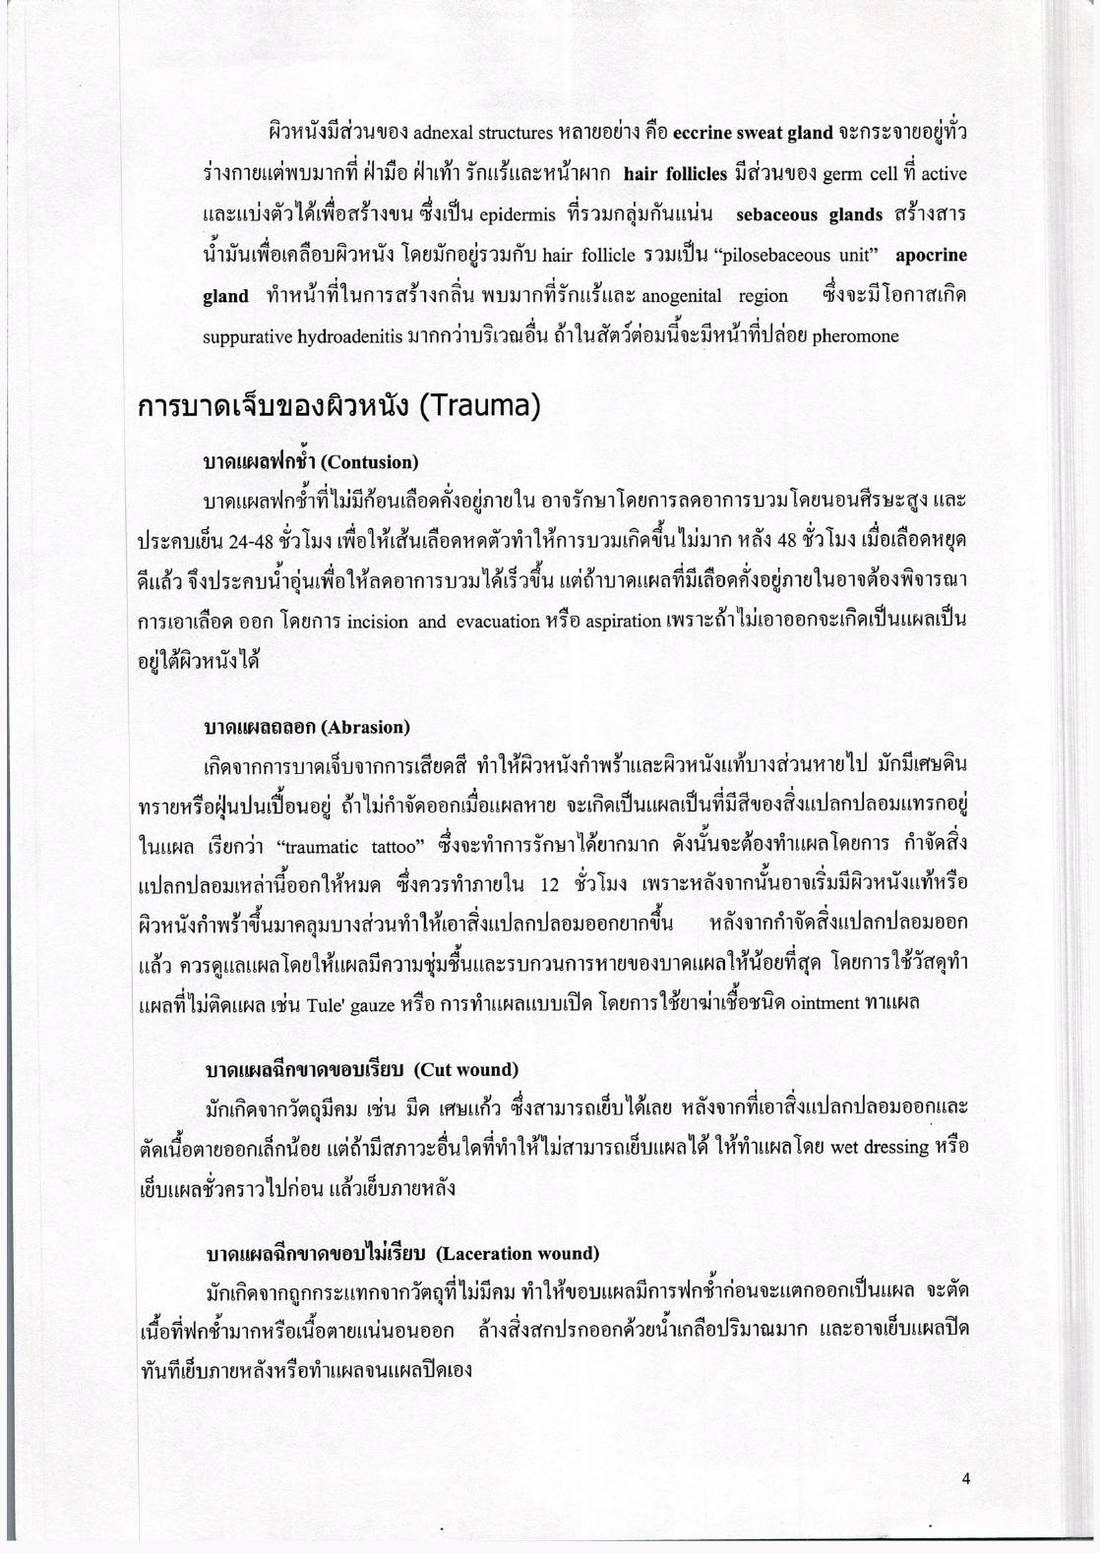 ผิวหนังมีส่วนของ adnexal structures หลายอย่าง คือ eccrine sweat gland จะกระจายอยู่ทั่ว
ร่างกายแต่พบมากที่ ฝ่ามือ ฝ่าเท้า รักแร้และหน้าผาก hair follicles มีส่วนของ germ cell ที่ active
และแบ่งตัวได้เพื่อสร้างขน ซึ่งเป็น epidermis ที่รวมกลุ่มกันแน่น sebaceous glands สร้างสาร
น้ำมันเพื่อเคลือบผิวหนัง โดยมักอยู่รวมกับ hair follicle รวมเป็น “pilosebaceous unit” apocrine
gland ทำหน้าที่ในการสร้างกลิ่น พบมากที่รักแร้และ anogenital region ซึ่งจะมีโอกาสเกิด
suppurative hydroadenitis มากกว่าบริเวณอื่น ถ้าในสัตว์ต่อมนี้จะมีหน้าที่ปล่อย pheromone
การบาดเจ็บของผิวหนัง (Trauma)
บาดแผลฟกช้ำ (Contusion)
บาดแผลฟกช้ำที่ไม่มีก้อนเลือดคั่งอยู่ภายใน อาจรักษาโดยการลดอาการบวมโดยนอนศีรษะสูง และ
ประคบเย็น 24-48 ชั่วโมง เพื่อให้เส้นเลือดหดตัวทำให้การบวมเกิดขึ้นไม่มาก หลัง 48 ชั่วโมง เมื่อเลือดหยุด
ดีแล้ว จึงประคบน้ำอุ่นเพื่อให้ลดอาการบวมได้เร็วขึ้น แต่ถ้าบาดแผลที่มีเลือดคั่งอยู่ภายในอาจต้องพิจารณา
การเอาเลือด ออก โดยการ incision and evacuation หรือ aspiration เพราะถ้าไม่เอาออกจะเกิดเป็นแผลเป็น
อยู่ใต้ผิวหนังได้
บาดแผลถลอก (Abrasion)
เกิดจากการบาดเจ็บจากการเสียดสี ทำให้ผิวหนังกำพร้าและผิวหนังแท้บางส่วนหายไป มักมีเศษดิน
ทรายหรือฝุ่นปนเปื้อนอยู่ ถ้าไม่กำจัดออกเมื่อแผลหาย จะเกิดเป็นแผลเป็นที่มีสีของสิ่งแปลกปลอมแทรกอยู่
ในแผล เรียกว่า “traumatic tattoo” ซึ่งจะทำการรักษาได้ยากมาก ดังนั้นจะต้องทำแผลโดยการ กำจัดสิ่ง
แปลกปลอมเหล่านี้ออกให้หมด ซึ่งควรทำภายใน 12 ชั่วโมง เพราะหลังจากนั้นอาจเริ่มมีผิวหนังแท้หรือ
ผิวหนังกำพร้าขึ้นมาคลุมบางส่วนทำให้เอาสิ่งแปลกปลอมออกยากขึ้น หลังจากกำจัดสิ่งแปลกปลอมออก
แล้ว ควรดูแลแผลโดยให้แผลมีความชุ่มชื้นและรบกวนการหายของบาดแผลให้น้อยที่สุด โดยการใช้วัสดุทำ
แผลที่ไม่ติดแผล เช่น Tule' gauze หรือ การทำแผลแบบเปิด โดยการใช้ยาฆ่าเชื้อชนิด ointment ทาแผล
บาดแผลฉีกขาดขอบเรียบ (Cut wound)
มักเกิดจากวัตถุมีคม เช่น มีด เศษแก้ว ซึ่งสามารถเย็บได้เลย หลังจากที่เอาสิ่งแปลกปลอมออกและ
ตัดเนื้อตายออกเล็กน้อย แต่ถ้ามีสภาวะอื่นใดที่ทำให้ไม่สามารถเย็บแผลได้ ให้ทำแผลโดย wet dressing หรือ
เย็บแผลชั่วคราวไปก่อน แล้วเย็บภายหลัง
บาดแผลฉีกขาดขอบไม่เรียบ (Laceration wound)
มักเกิดจากถูกกระแทกจากวัตถุที่ไม่มีคม ทำให้ขอบแผลมีการฟกช้ำก่อนจะแตกออกเป็นแผล จะตัด
เนื้อที่ฟกช้ำมากหรือเนื้อตายแน่นอนออก ล้างสิ่งสกปรกออกด้วยน้ำเกลือปริมาณมาก และอาจเย็บแผลปิด
ทันทีเย็บภายหลังหรือทำแผลจนแผลปิดเอง
4